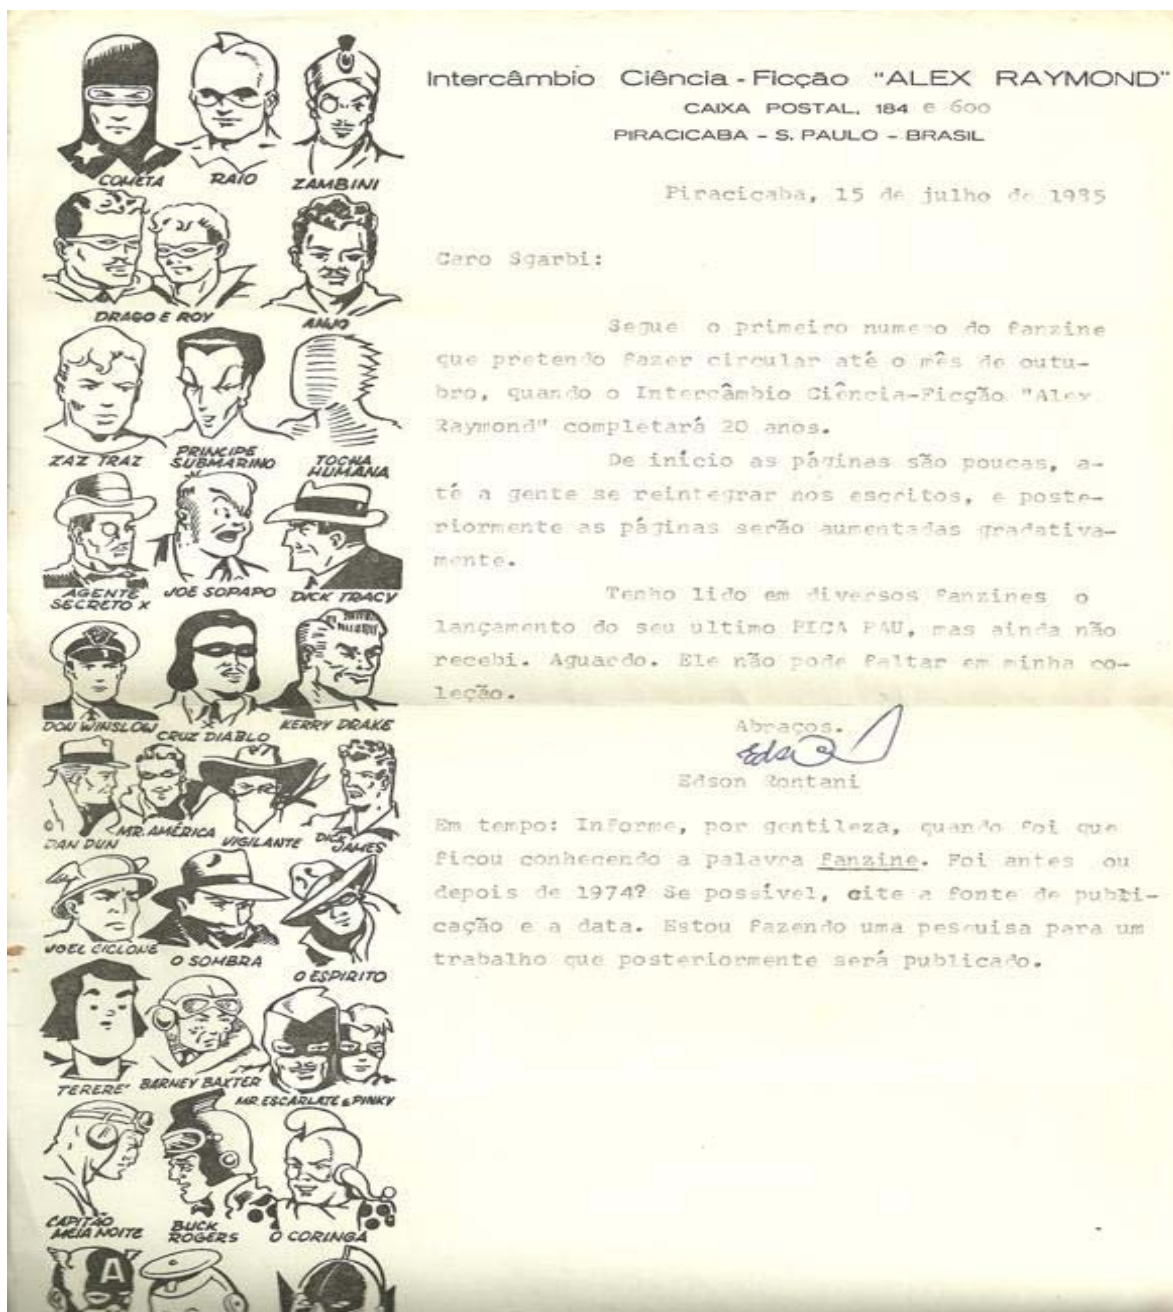 Intercâmbio Ciência - Ficção "ALEX RAYMOND"
CAIXA POSTAL, 184 e 600
PIRACICABA - S. PAULO - BRASIL
Piracicaba, 15 de julho de 1985
Caro Sgarbi:
Segue o primeiro numero do fanzine
que pretendo fazer circular até o mês de outu-
bro, quando o Intercâmbio Ciência-Ficção "Alex
Raymond" completará 20 anos.
De início as páginas são poucas, a-
té a gente se reintegrar nos escritos, e poste-
riormente as páginas serão aumentadas gradativa-
mente.
Tenho lido em diversos fanzines o
lançamento do seu ultimo PICA PAU, mas ainda não
recebi. Aguardo. Ele não pode faltar em minha co-
leção.
Abraços.
Edson Rontani
Em tempo: Informe, por gentileza, quando foi que
ficou conhecendo a palavra fanzine. Foi antes ou
depois de 1974? Se possível, cite a fonte de publi-
cação e a data. Estou fazendo uma pesquisa para um
trabalho que posteriormente será publicado.
COMETA RAIO ZAMBINI
DRAGO E ROY ANJO
ZAZ TRAZ PRINCIPE SUBMARINO TOCHA HUMANA
AGENTE SECRETO X JOE SOPAPO DICK TRACY
DON WINSLOW CRUZ DIABLO KERRY DRAKE
DAN DUN MR. AMÉRICA VIGILANTE DICK JAMES
JOEL CICLONE O SOMBRA O ESPIRITO
TERERE' BARNEY BAXTER MR. ESCARLATE & PINKY
CAPITÃO MEIA NOITE BUCK ROGERS O CORINGA
A